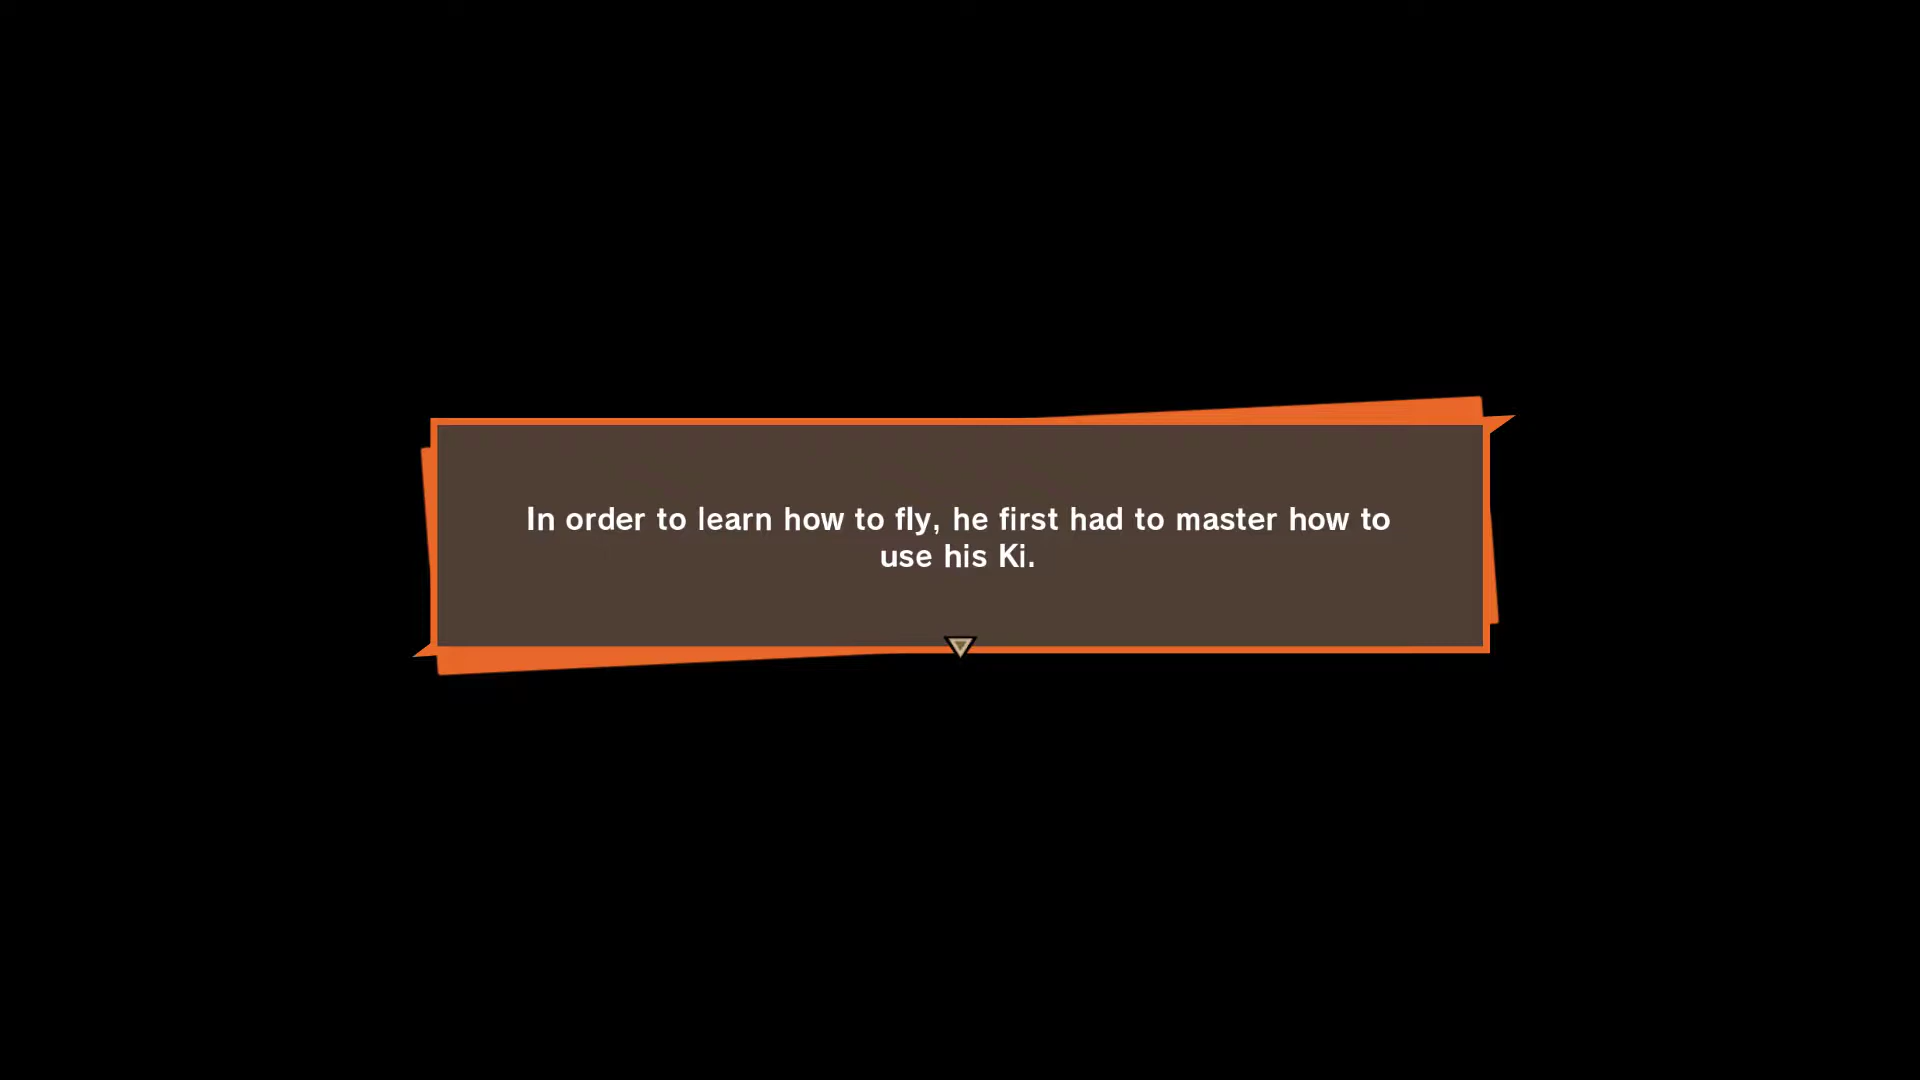 In order to learn how to fly, he first had to master how to
use his Ki.